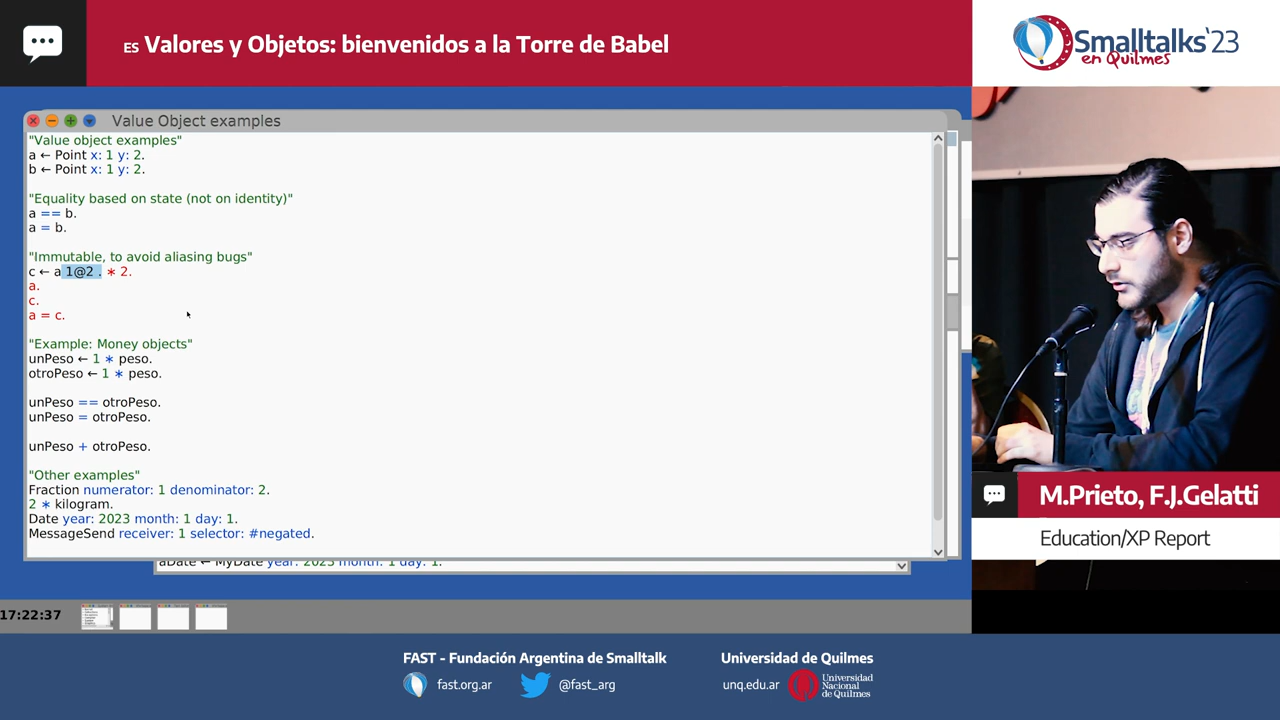 ES Valores y Objetos: bienvenidos a la Torre de Babel
Smalltalks'23
en Quilmes
Value Object examples
"Value object examples"
a ← Point x: 1 y: 2.
b ← Point x: 1 y: 2.
"Equality based on state (not on identity)"
a == b.
a = b.
"Immutable, to avoid aliasing bugs"
c ← a 1@2 . * 2.
a.
c.
a = c.
"Example: Money objects"
unPeso ← 1 * peso.
otroPeso ← 1 * peso.
unPeso == otroPeso.
unPeso = otroPeso.
unPeso + otroPeso.
"Other examples"
Fraction numerator: 1 denominator: 2.
2 * kilogram.
Date year: 2023 month: 1 day: 1.
MessageSend receiver: 1 selector: #negated.
aDate ← MyDate year: 2023 month: 1 day: 1.
17:22:37
M.Prieto, F.J.Gelatti
Education/XP Report
FAST - Fundación Argentina de Smalltalk
fast.org.ar
@fast_arg
Universidad de Quilmes
unq.edu.ar
Universidad
Nacional
de Quilmes